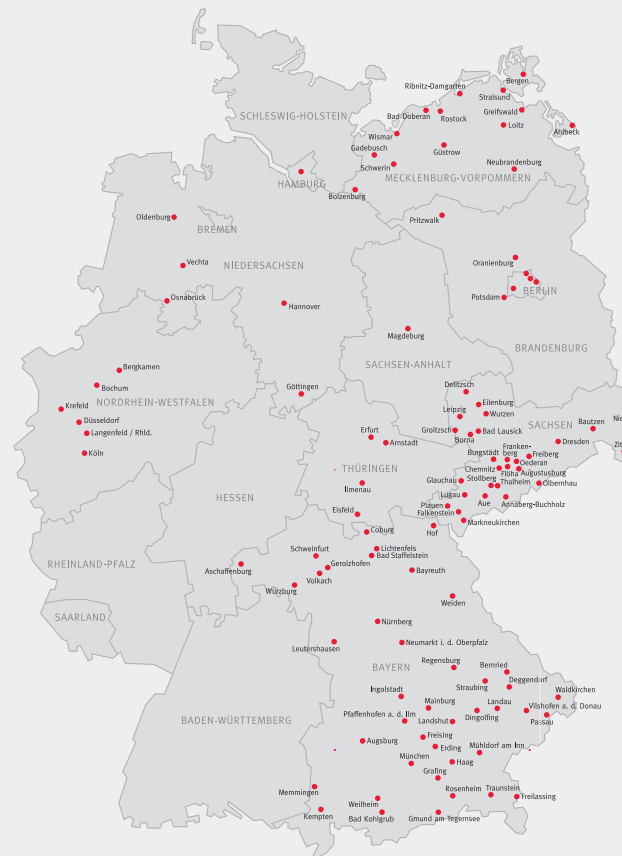 Bergen
Ribnitz-Damgarten
Stralsund
Bad Doberan
Rostock
Greifswald
SCHLESWIG-HOLSTEIN
Loitz
Ahlbeck
Wismar
Gadebusch
Güstrow
Schwerin
Neubrandenburg
MECKLENBURG-VORPOMMERN
HAMBURG
Boizenburg
Oldenburg
Pritzwalk
BREMEN
Vechta
NIEDERSACHSEN
Oranienburg
BERLIN
Osnabrück
Hannover
Potsdam
Magdeburg
BRANDENBURG
SACHSEN-ANHALT
Bergkamen
Bochum
Göttingen
Delitzsch
NORDRHEIN-WESTFALEN
Krefeld
Eilenburg
Leipzig
Wurzen
Düsseldorf
SACHSEN
Bautzen
Nie
Langenfeld / Rhld.
Erfurt
Groitzsch
Bad Lausick
Borna
Dresden
Arnstadt
Köln
Burgstädt
Franken-
berg
Freiberg
Zit
Oederan
THÜRINGEN
Chemnitz
Flöha
Augustusburg
Stollberg
Thalheim
Olbernhau
Glauchau
Ilmenau
HESSEN
Lugau
Aue
Annaberg-Buchholz
Plauen
Falkenstein
Eisfeld
Markneukirchen
Coburg
Hof
Lichtenfels
Schweinfurt
Bad Staffelstein
RHEINLAND-PFALZ
Aschaffenburg
Gerolzhofen
Bayreuth
Volkach
Würzburg
Weiden
SAARLAND
Nürnberg
Leutershausen
Neumarkt i. d. Oberpfalz
BAYERN
Regensburg
Bernried
Deggendorf
Straubing
Ingolstadt
Waldkirchen
Mainburg
Landau
Vilshofen a. d. Donau
Pfaffenhofen a. d. Ilm
Dingolfing
BADEN-WÜRTTEMBERG
Landshut
Passau
Augsburg
Freising
Erding
Mühldorf am Inn
München
Haag
Grafing
Memmingen
Rosenheim
Traunstein
Freilassing
Weilheim
Kempten
Bad Kohlgrub
Gmund am Tegernsee